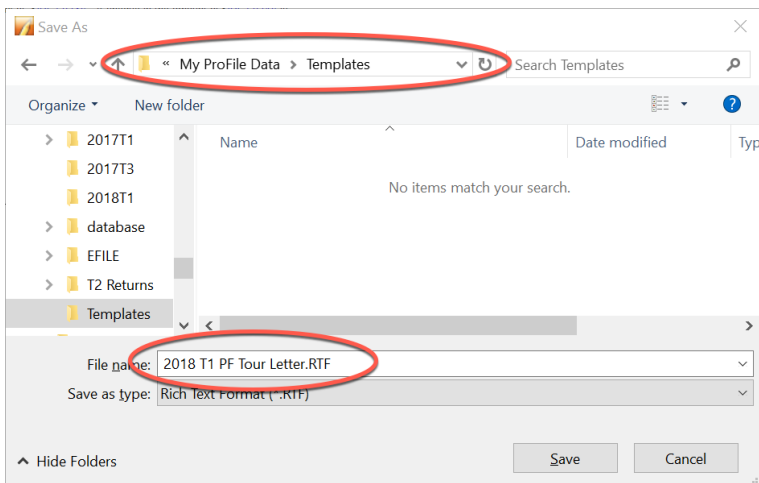 Save As
« My ProFile Data > Templates
Search Templates
Organize
New folder
?
Name
Date modified
Typ
2017T1
2017T3
2018T1
database
EFILE
T2 Returns
Templates
No items match your search.
File name: 2018 T1 PF Tour Letter.RTF
Save as type: Rich Text Format (*.RTF)
Hide Folders
Save
Cancel